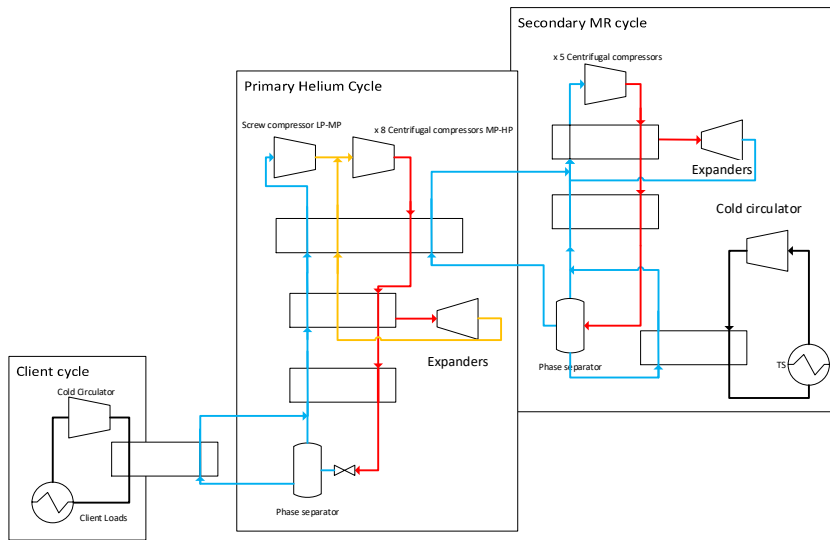 Secondary MR cycle
x 5 Centrifugal compressors
Primary Helium Cycle
Screw compressor LP-MP
x 8 Centrifugal compressors MP-HP
Expanders
Cold circulator
Expanders
Phase separator
TS
Client cycle
Cold Circulator
Client Loads
Phase separator